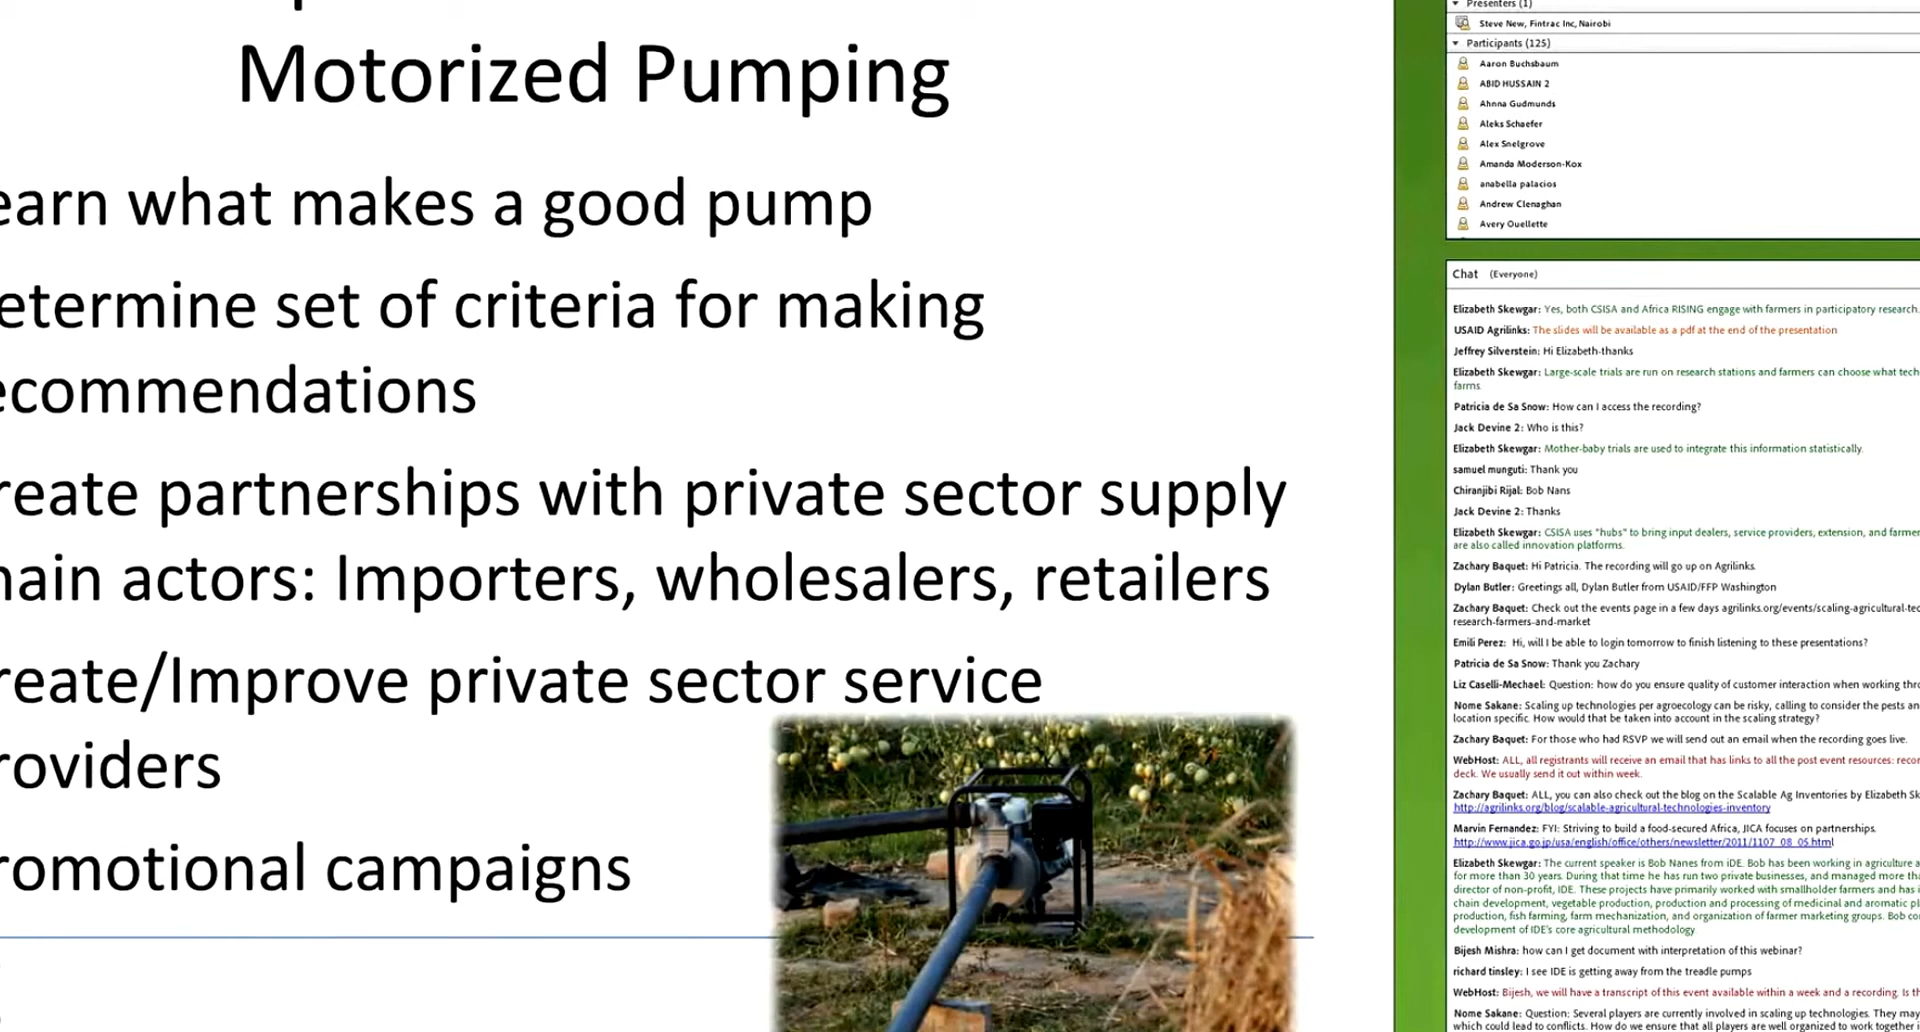 Motorized Pumping
earn what makes a good pump
etermine set of criteria for making
ecommendations
reate partnerships with private sector supply
hain actors: Importers, wholesalers, retailers
reate/Improve private sector service
roviders
romotional campaigns
Presenters (1)
Steve New, Fintrac Inc, Nairobi
Participants (125)
Aaron Buchsbaum
ABID HUSSAIN 2
Ahnna Gudmunds
Aleks Schaefer
Alex Snelgrove
Amanda Moderson-Kox
anabella palacios
Andrew Clenaghan
Avery Ouellette
Chat (Everyone)
Elizabeth Skewgar: Yes, both CSISA and Africa RISING engage with farmers in participatory research.
USAID Agrilinks: The slides will be available as a pdf at the end of the presentation
Jeffrey Silverstein: Hi Elizabeth-thanks
Elizabeth Skewgar: Large-scale trials are run on research stations and farmers can choose what tech
farms.
Patricia de Sa Snow: How can I access the recording?
Jack Devine 2: Who is this?
Elizabeth Skewgar: Mother-baby trials are used to integrate this information statistically.
samuel munguti: Thank you
Chiranjibi Rijal: Bob Nans
Jack Devine 2: Thanks
Elizabeth Skewgar: CSISA uses "hubs" to bring input dealers, service providers, extension, and farmer
are also called innovation platforms.
Zachary Baquet: Hi Patricia. The recording will go up on Agrilinks.
Dylan Butler: Greetings all, Dylan Butler from USAID/FFP Washington
Zachary Baquet: Check out the events page in a few days agrilinks.org/events/scaling-agricultural-tec
research-farmers-and-market
Emili Perez: Hi, will I be able to login tomorrow to finish listening to these presentations?
Patricia de Sa Snow: Thank you Zachary
Liz Caselli-Mechael: Question: how do you ensure quality of customer interaction when working thro
Nome Sakane: Scaling up technologies per agroecology can be risky, calling to consider the pests an
location specific. How would that be taken into account in the scaling strategy?
Zachary Baquet: For those who had RSVP we will send out an email when the recording goes live.
WebHost: ALL, all registrants will receive an email that has links to all the post event resources: recor
deck. We usually send it out within week.
Zachary Baquet: ALL, you can also check out the blog on the Scalable Ag Inventories by Elizabeth Sk
http://agrilinks.org/blog/scalable-agricultural-technologies-inventory
Marvin Fernandez: FYI: Striving to build a food-secured Africa, JICA focuses on partnerships.
http://www.jica.go.jp/usa/english/office/others/newsletter/2011/1107_08_05.html
Elizabeth Skewgar: The current speaker is Bob Nanes from iDE. Bob has been working in agriculture a
for more than 30 years. During that time he has run two private businesses, and managed more tha
director of non-profit, IDE. These projects have primarily worked with smallholder farmers and has i
chain development, vegetable production, production and processing of medicinal and aromatic pl
production, fish farming, farm mechanization, and organization of farmer marketing groups. Bob co
development of IDE's core agricultural methodology.
Bijesh Mishra: how can I get document with interpretation of this webinar?
richard tinsley: I see IDE is getting away from the treadle pumps
WebHost: Bijesh, we will have a transcript of this event available within a week and a recording. Is th
Nome Sakane: Question: Several players are currently involved in scaling up technologies. They may
which could lead to conflicts. How do we ensure that all players are well organized to work together